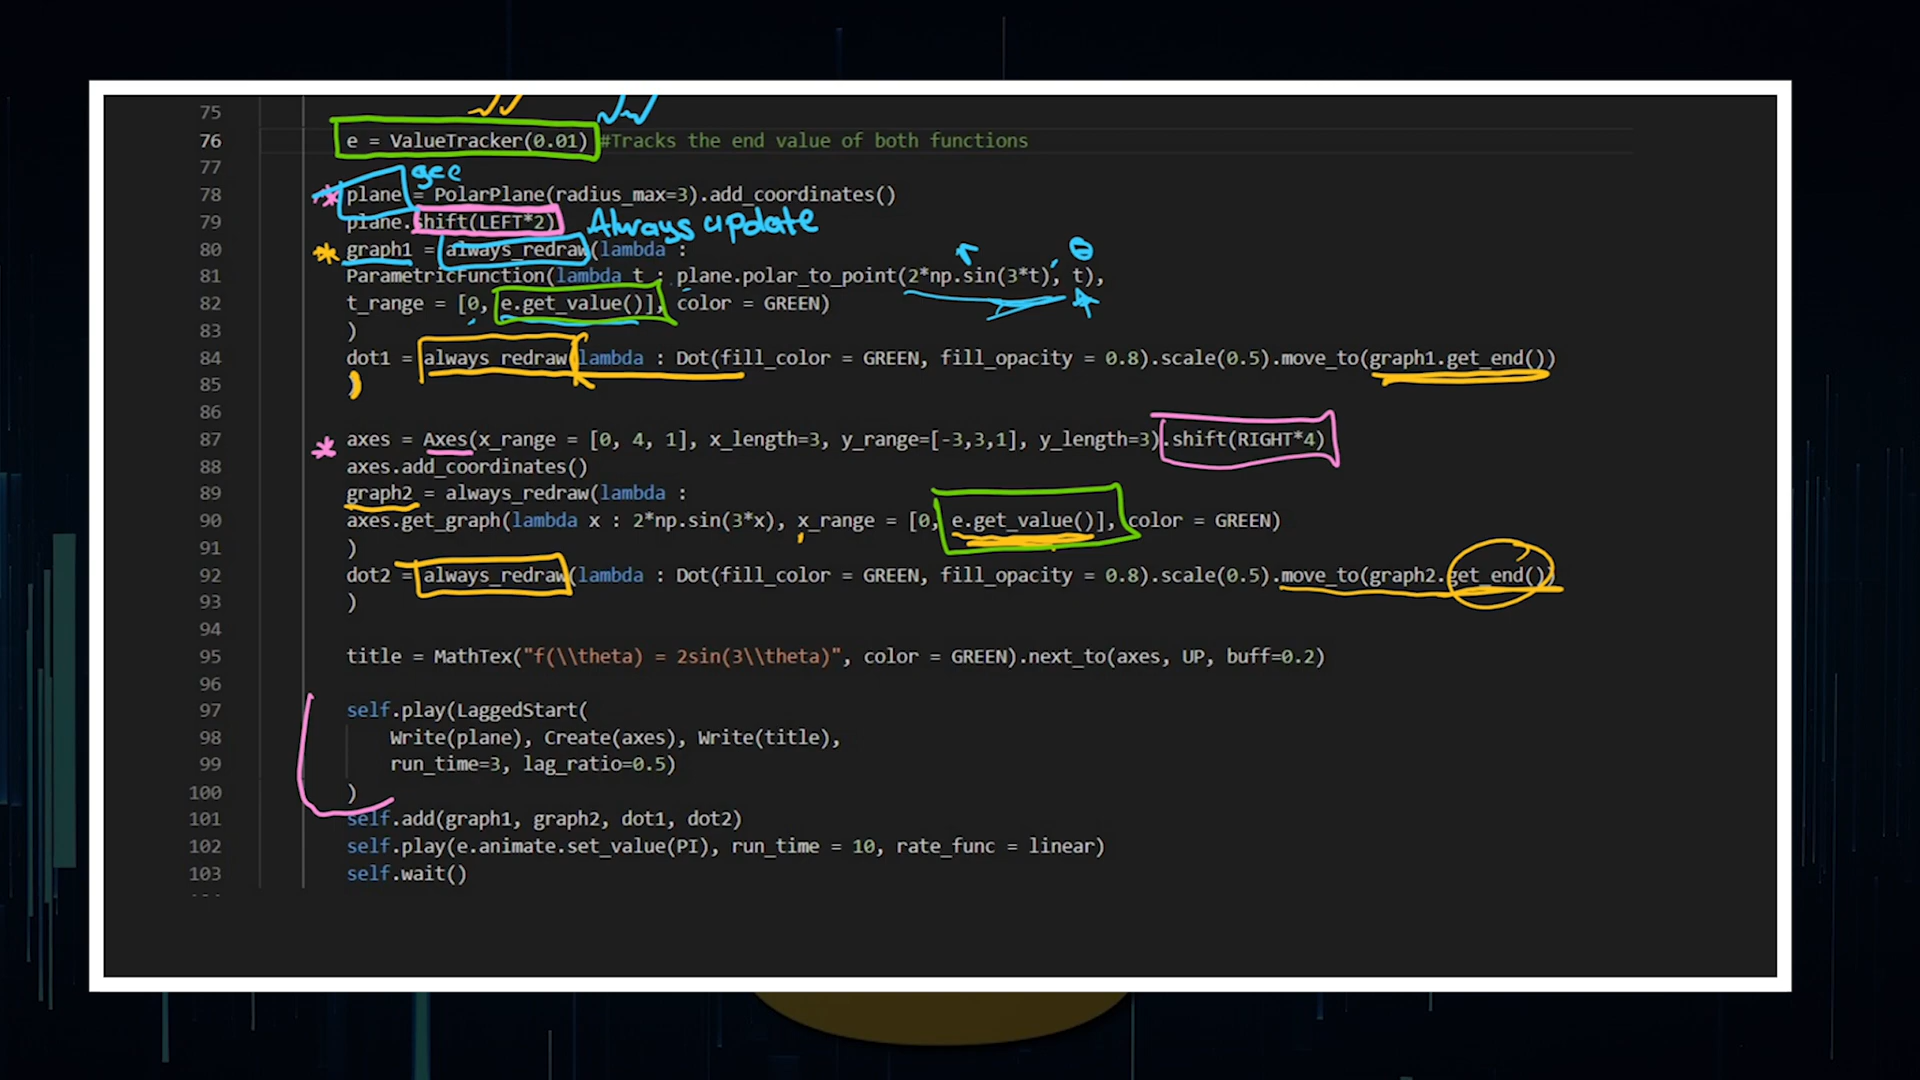 75
76 e = ValueTracker(0.01) #Tracks the end value of both functions
77
gee
78 plane = PolarPlane(radius_max=3).add_coordinates()
79 plane.shift(LEFT*2) Always update
80 graph1 = always_redraw(lambda :
r, θ
81 ParametricFunction(lambda t : plane.polar_to_point(2*np.sin(3*t), t),
82 t_range = [0, e.get_value()], color = GREEN)
83 )
84 dot1 = always_redraw(lambda : Dot(fill_color = GREEN, fill_opacity = 0.8).scale(0.5).move_to(graph1.get_end())
85 )
86
87 axes = Axes(x_range = [0, 4, 1], x_length=3, y_range=[-3,3,1], y_length=3).shift(RIGHT*4)
88 axes.add_coordinates()
89 graph2 = always_redraw(lambda :
90 axes.get_graph(lambda x : 2*np.sin(3*x), x_range = [0, e.get_value()], color = GREEN)
91 )
92 dot2 = always_redraw(lambda : Dot(fill_color = GREEN, fill_opacity = 0.8).scale(0.5).move_to(graph2.get_end())
93 )
94
95 title = MathTex("f(\\theta) = 2sin(3\\theta)", color = GREEN).next_to(axes, UP, buff=0.2)
96
97 self.play(LaggedStart(
98 Write(plane), Create(axes), Write(title),
99 run_time=3, lag_ratio=0.5)
100 )
101 self.add(graph1, graph2, dot1, dot2)
102 self.play(e.animate.set_value(PI), run_time = 10, rate_func = linear)
103 self.wait()